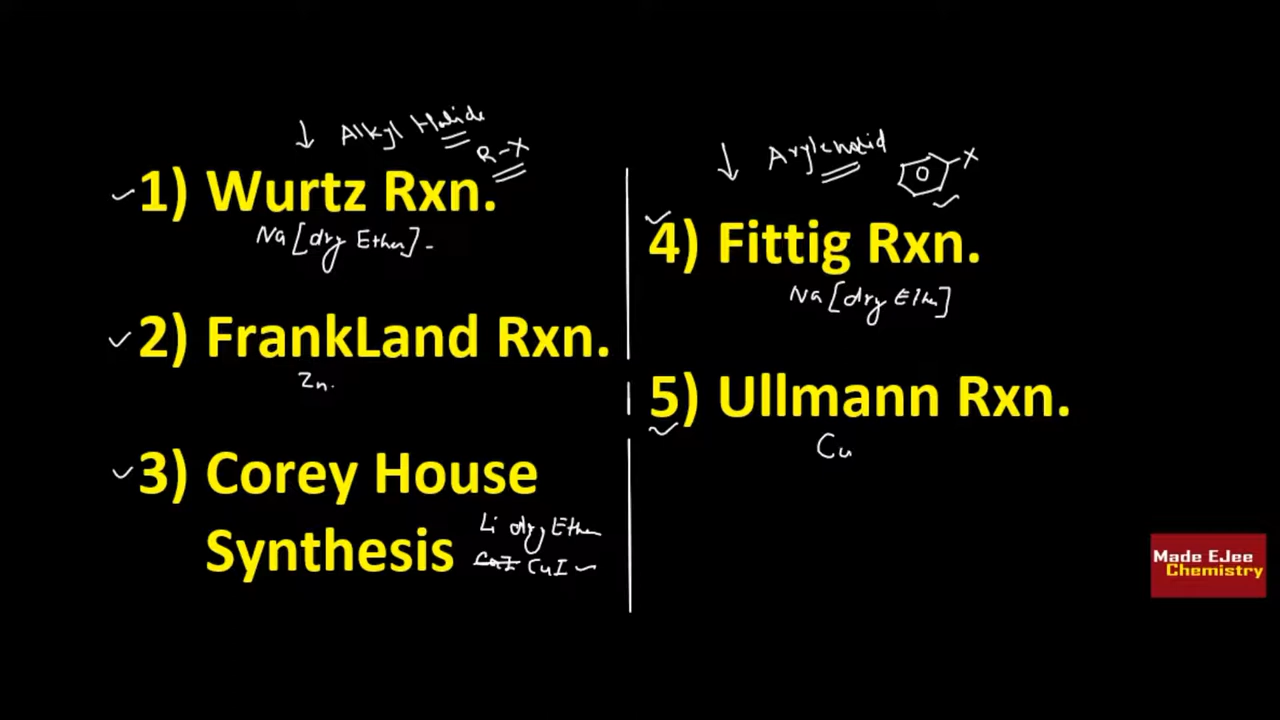 ↓ Alkyl Halide
R-X
✓1) Wurtz Rxn.
Na [dry Ether] -
✓2) FrankLand Rxn.
Zn.
✓3) Corey House
Synthesis
Li dry Ether
CuI
X
✓4) Fittig Rxn.
Na [dry Ether]
5) Ullmann Rxn.
Cu
Made EJee
Chemistry